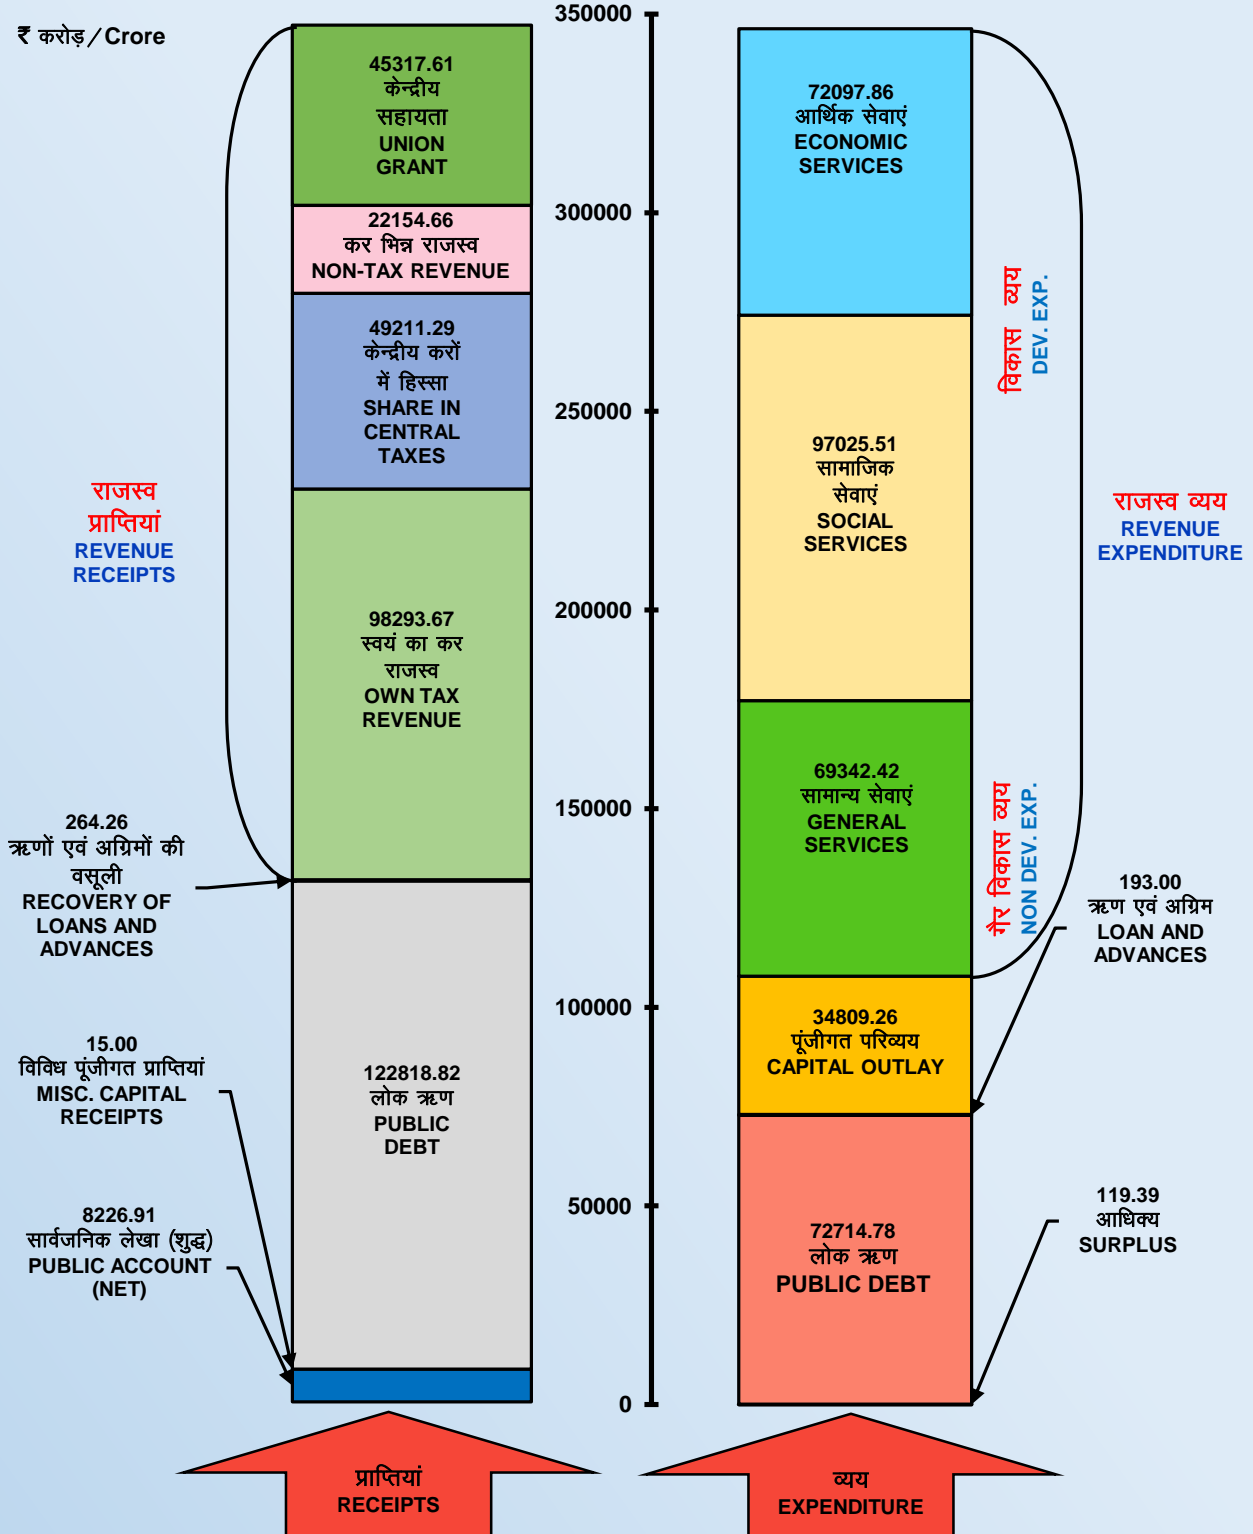 ₹ करोड़/Crore
45317.61
केन्द्रीय
सहायता
UNION
GRANT
22154.66
कर भिन्न राजस्व
NON-TAX REVENUE
49211.29
केन्द्रीय करों
में हिस्सा
SHARE IN
CENTRAL
TAXES
98293.67
स्वयं का कर
राजस्व
OWN TAX
REVENUE
122818.82
लोक ऋण
PUBLIC
DEBT
राजस्व
प्राप्तियां
REVENUE
RECEIPTS
264.26
ऋणों एवं अग्रिमों की
वसूली
RECOVERY OF
LOANS AND
ADVANCES
15.00
विविध पूंजीगत प्राप्तियां
MISC. CAPITAL
RECEIPTS
8226.91
सार्वजनिक लेखा (शुद्ध)
PUBLIC ACCOUNT
(NET)
प्राप्तियां
RECEIPTS
350000
300000
250000
200000
150000
100000
50000
0
72097.86
आर्थिक सेवाएं
ECONOMIC
SERVICES
97025.51
सामाजिक
सेवाएं
SOCIAL
SERVICES
69342.42
सामान्य सेवाएं
GENERAL
SERVICES
34809.26
पूंजीगत परिव्यय
CAPITAL OUTLAY
72714.78
लोक ऋण
PUBLIC DEBT
विकास व्यय
DEV. EXP.
गैर विकास व्यय
NON DEV. EXP.
राजस्व व्यय
REVENUE
EXPENDITURE
193.00
ऋण एवं अग्रिम
LOAN AND
ADVANCES
119.39
आधिक्य
SURPLUS
व्यय
EXPENDITURE